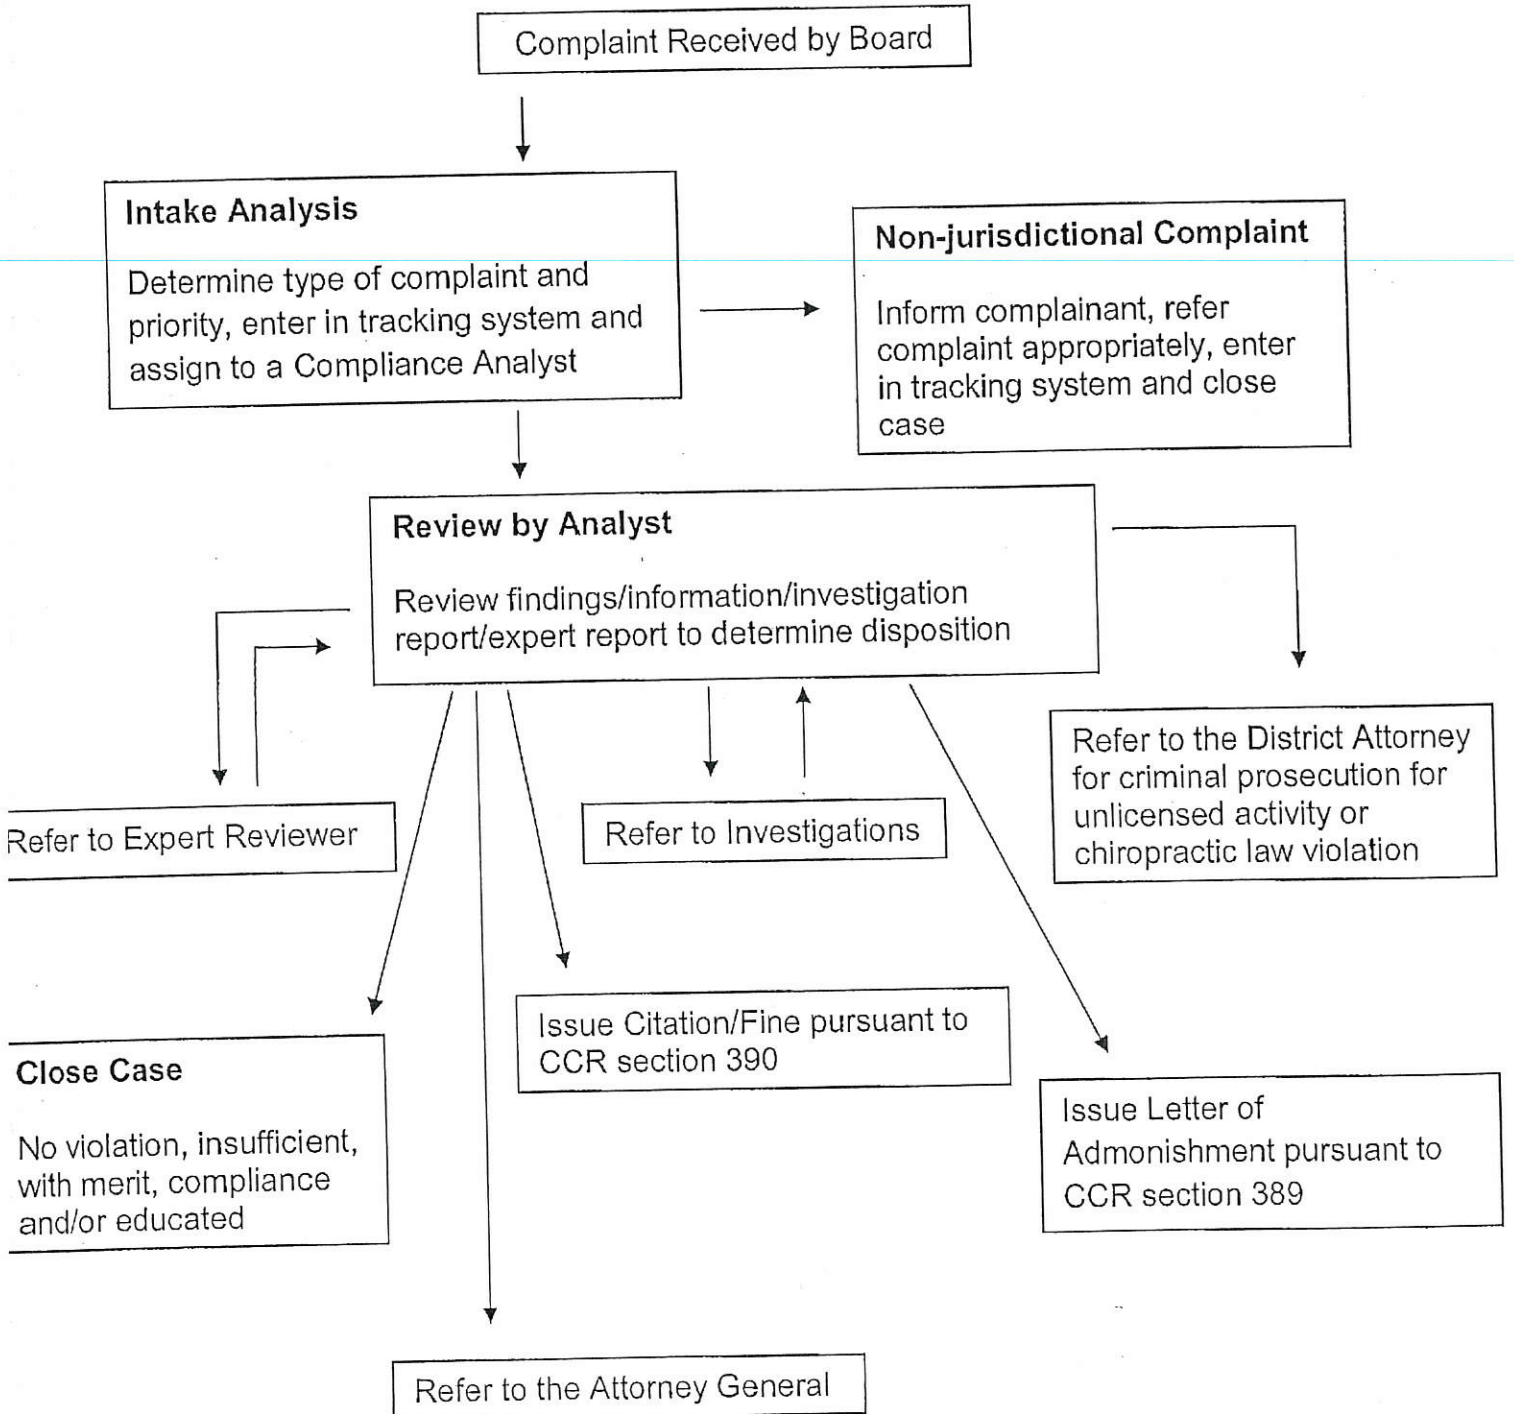 Complaint Received by Board
Intake Analysis
Determine type of complaint and
priority, enter in tracking system and
assign to a Compliance Analyst
Non-jurisdictional Complaint
Inform complainant, refer
complaint appropriately, enter
in tracking system and close
case
Review by Analyst
Review findings/information/investigation
report/expert report to determine disposition
Refer to Expert Reviewer
Refer to Investigations
Refer to the District Attorney
for criminal prosecution for
unlicensed activity or
chiropractic law violation
Close Case
No violation, insufficient,
with merit, compliance
and/or educated
Issue Citation/Fine pursuant to
CCR section 390
Issue Letter of
Admonishment pursuant to
CCR section 389
Refer to the Attorney General